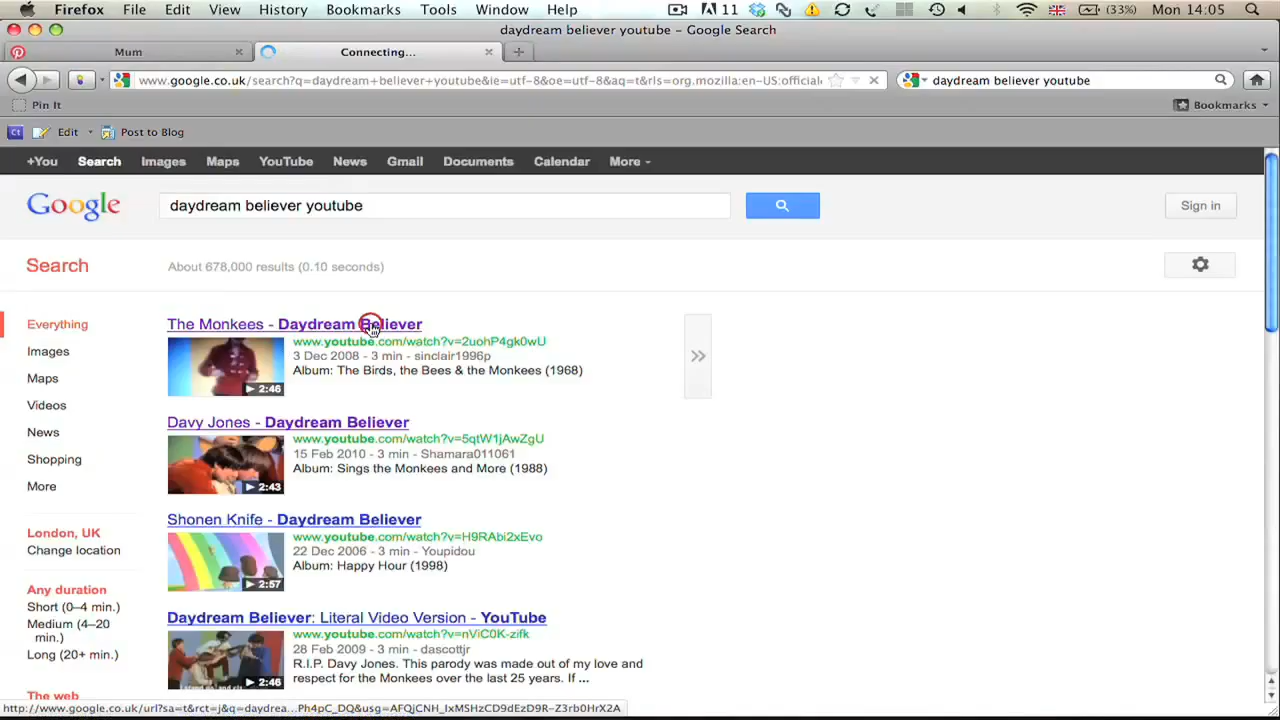 Firefox File Edit View History Bookmarks Tools Window Help 11 (33%) Mon 14:05
daydream believer youtube – Google Search
Mum Connecting...
www.google.co.uk/search?q=daydream+believer+youtube&ie=utf-8&oe=utf-8&aq=t&rls=org.mozilla:en-US:official daydream believer youtube
Pin It Bookmarks
Ct Edit Post to Blog
+You Search Images Maps YouTube News Gmail Documents Calendar More
Google daydream believer youtube Sign in
Search About 678,000 results (0.10 seconds)
Everything
Images
Maps
Videos
News
Shopping
More
London, UK
Change location
Any duration
Short (0–4 min.)
Medium (4–20
min.)
Long (20+ min.)
The web
The Monkees - Daydream Believer
www.youtube.com/watch?v=2uohP4gk0wU
3 Dec 2008 - 3 min - sinclair1996p
Album: The Birds, the Bees & the Monkees (1968)
2:46
Davy Jones - Daydream Believer
www.youtube.com/watch?v=5qtW1jAwZgU
15 Feb 2010 - 3 min - Shamara011061
Album: Sings the Monkees and More (1988)
2:43
Shonen Knife - Daydream Believer
www.youtube.com/watch?v=H9RAbi2xEvo
22 Dec 2006 - 3 min - Youpidou
Album: Happy Hour (1998)
2:57
Daydream Believer: Literal Video Version - YouTube
www.youtube.com/watch?v=nViC0K-zifk
28 Feb 2009 - 3 min - dascottjr
R.I.P. Davy Jones. This parody was made out of my love and
respect for the Monkees over the last 25 years. If ...
2:46
http://www.google.co.uk/url?sa=t&rct=j&q=daydrea...Ph4pC_DQ&usg=AFQjCNH_IxMSHzCD9dEzD9R-Z3rb0HrX2A